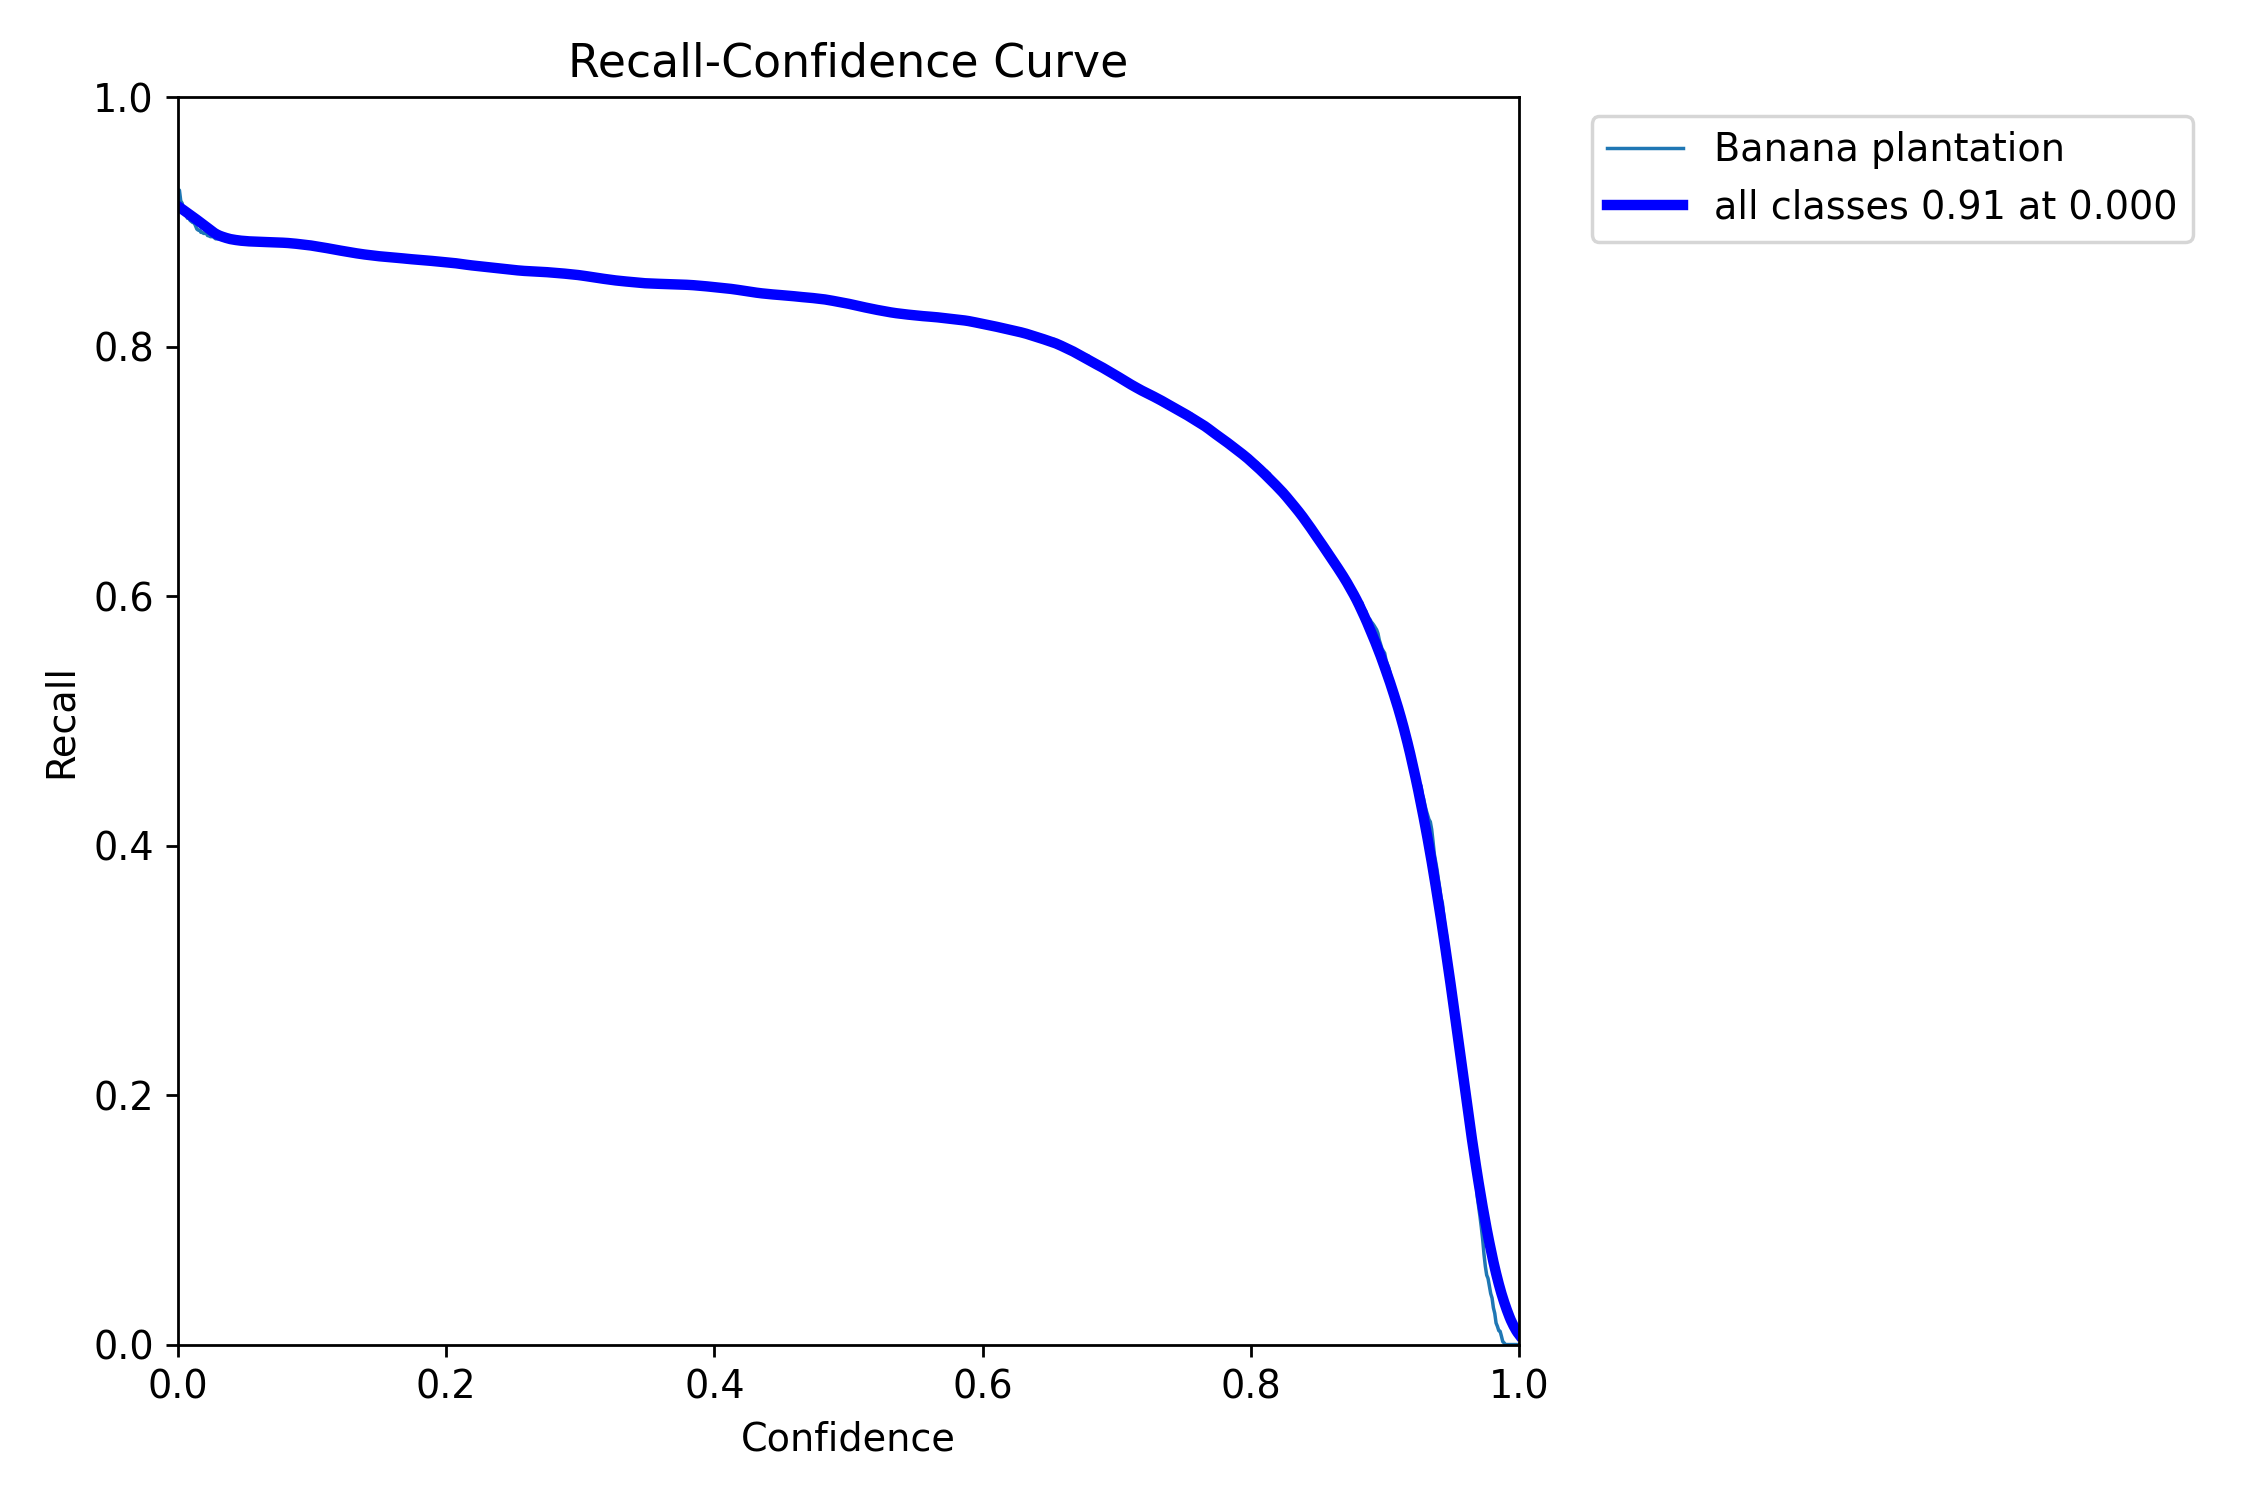 Recall-Confidence Curve
Banana plantation
all classes 0.91 at 0.000
1.0
0.8
0.6
0.4
0.2
0.0
Recall
0.0 0.2 0.4 0.6 0.8 1.0
Confidence